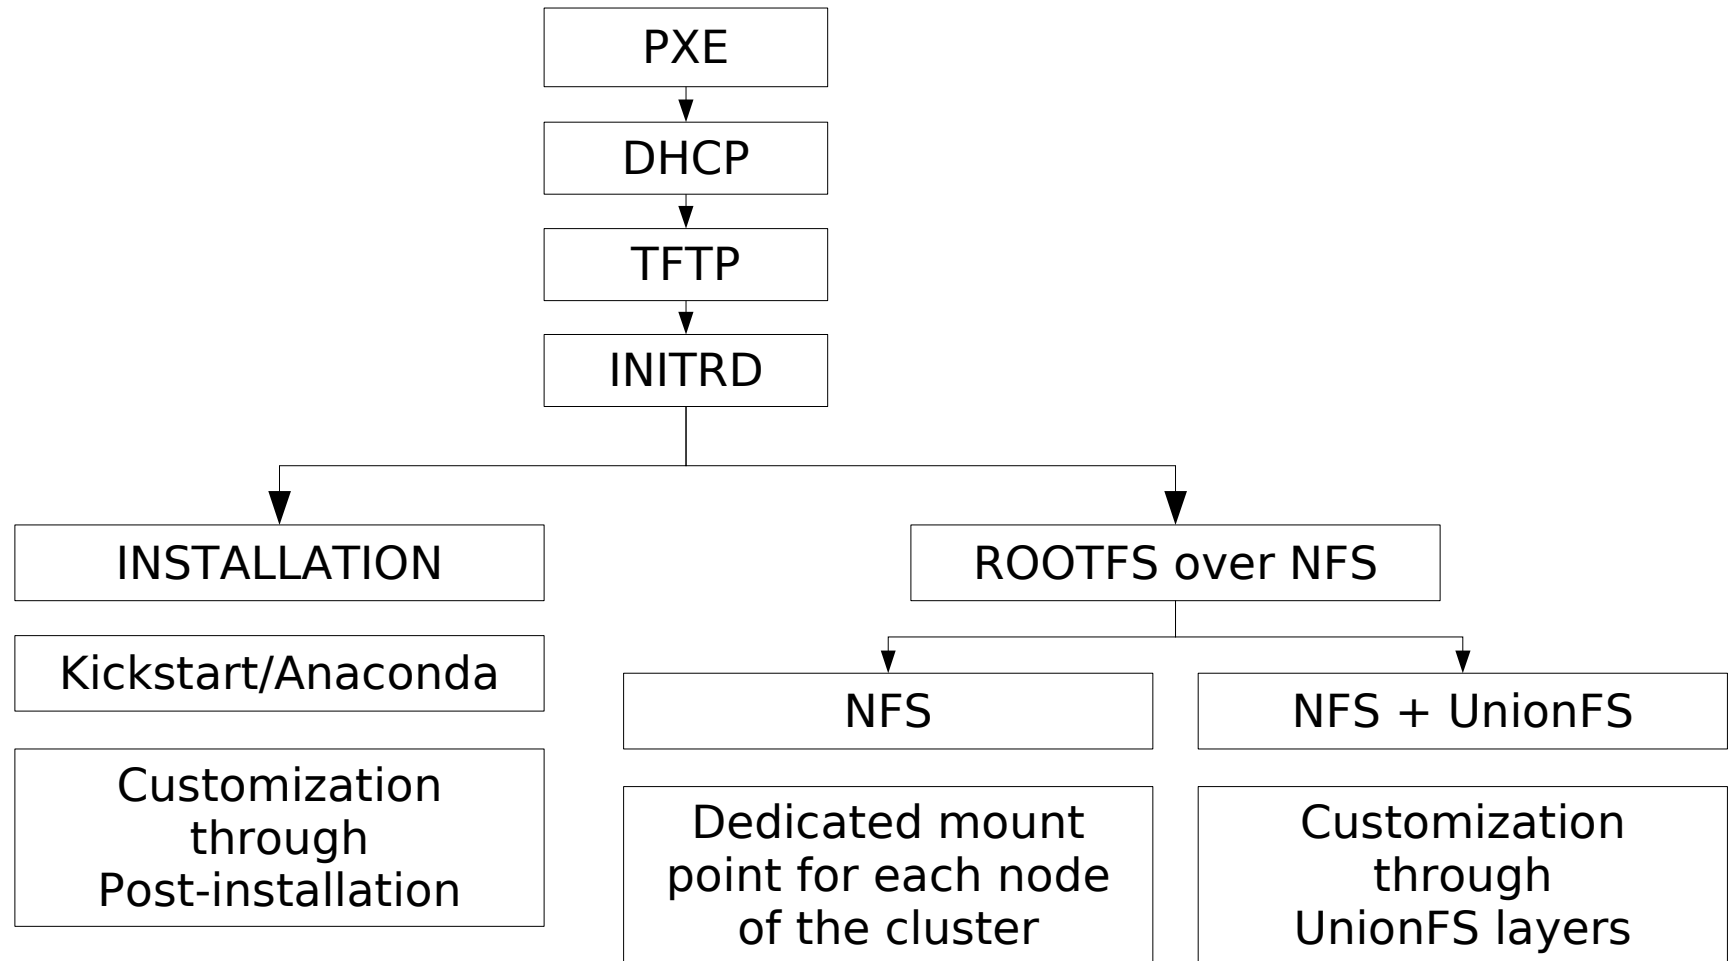 PXE
DHCP
TFTP
INITRD
INSTALLATION
Kickstart/Anaconda
Customization
through
Post-installation
ROOTFS over NFS
NFS
Dedicated mount
point for each node
of the cluster
NFS + UnionFS
Customization
through
UnionFS layers